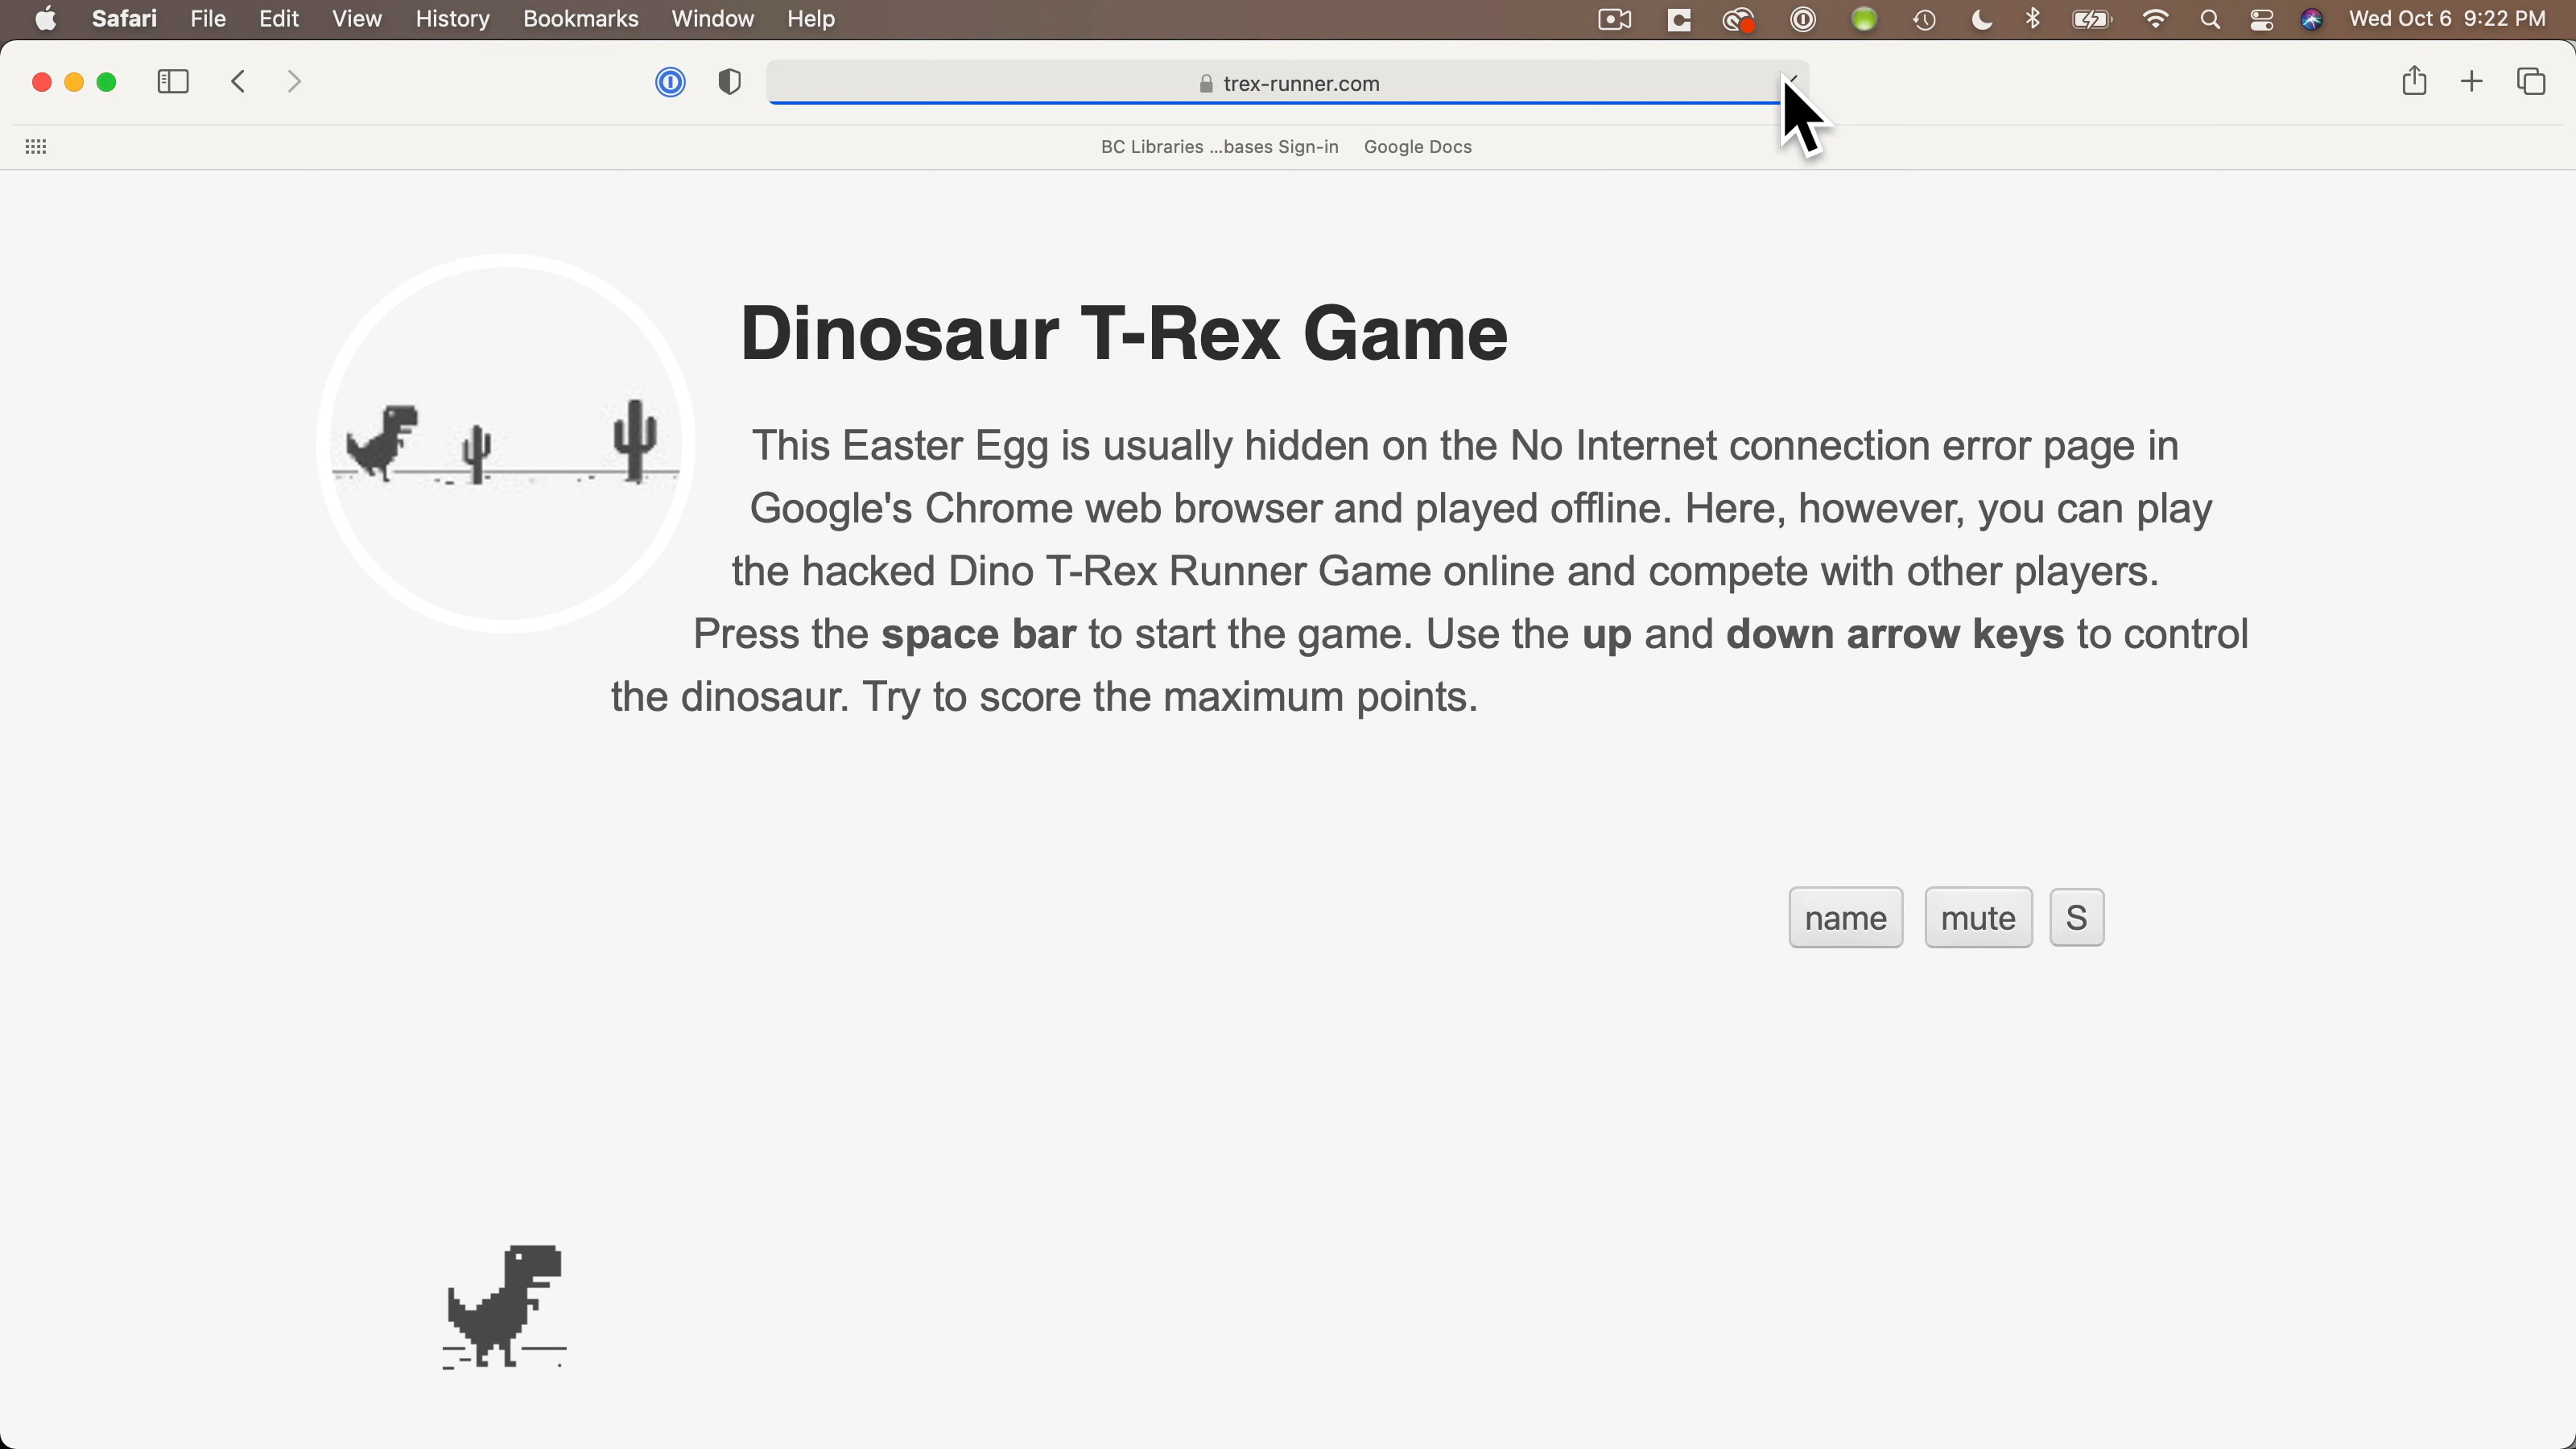 Safari File Edit View History Bookmarks Window Help Wed Oct 6 9:22 PM
trex-runner.com
BC Libraries ...bases Sign-in Google Docs
Dinosaur T-Rex Game
This Easter Egg is usually hidden on the No Internet connection error page in
Google's Chrome web browser and played offline. Here, however, you can play
the hacked Dino T-Rex Runner Game online and compete with other players.
Press the space bar to start the game. Use the up and down arrow keys to control
the dinosaur. Try to score the maximum points.
name mute S